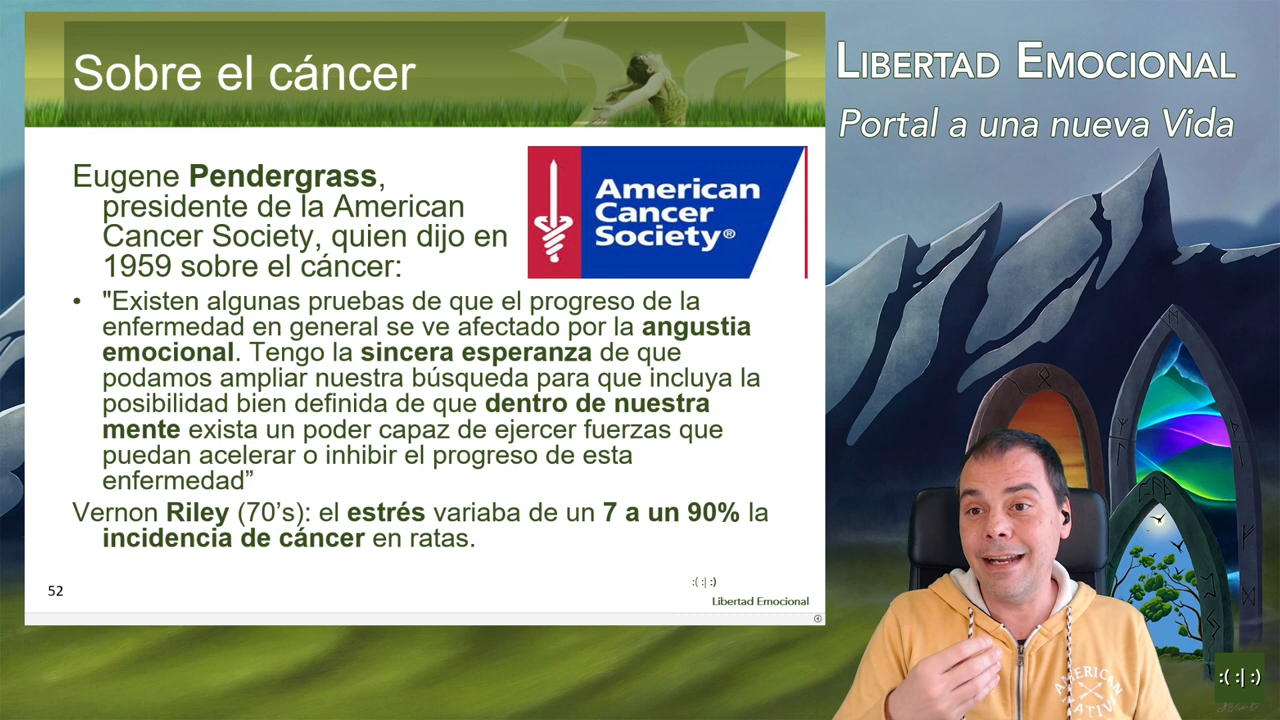 Sobre el cáncer
LIBERTAD EMOCIONAL
Portal a una nueva Vida
Eugene Pendergrass,
presidente de la American
Cancer Society, quien dijo en
1959 sobre el cáncer:
American
Cancer
Society®
• "Existen algunas pruebas de que el progreso de la
enfermedad en general se ve afectado por la angustia
emocional. Tengo la sincera esperanza de que
podamos ampliar nuestra búsqueda para que incluya la
posibilidad bien definida de que dentro de nuestra
mente exista un poder capaz de ejercer fuerzas que
puedan acelerar o inhibir el progreso de esta
enfermedad”
Vernon Riley (70’s): el estrés variaba de un 7 a un 90% la
incidencia de cáncer en ratas.
52
:( :| :)
Libertad Emocional
AMERICAN
NATIV
:( :| :)